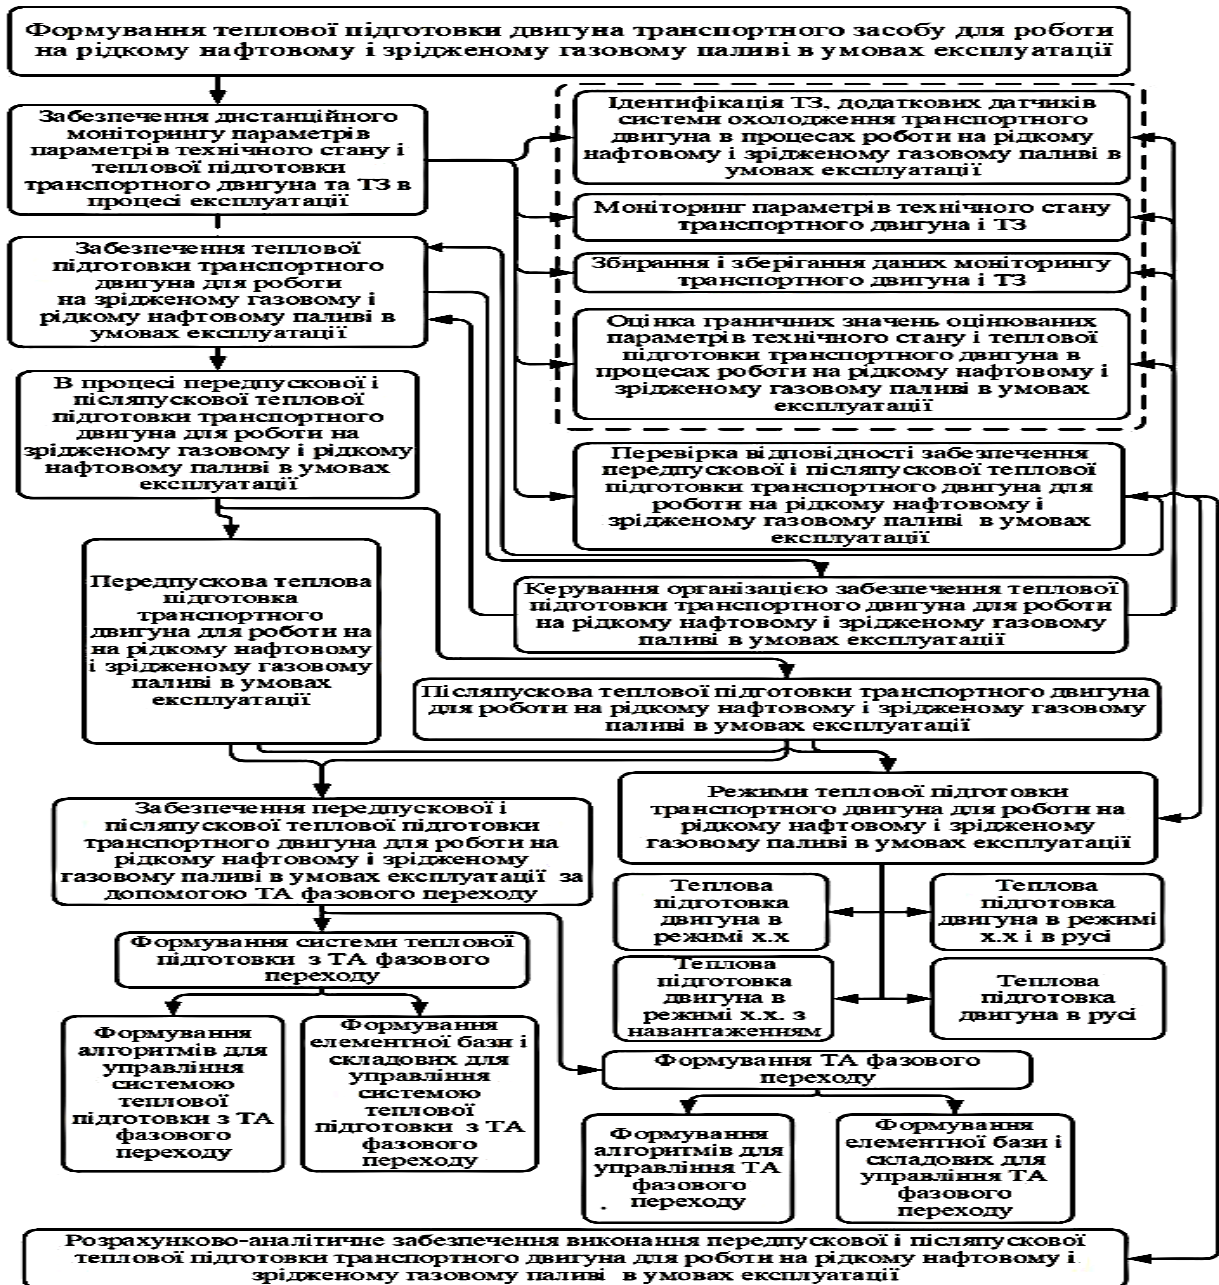 Формування теплової підготовки двигуна транспортного засобу для роботи
на рідкому нафтовому і зрідженому газовому паливі в умовах експлуатації
Забезпечення дистанційного
моніторингу параметрів
параметрів технічного стану і
теплової підготовки
транспортного двигуна та ТЗ в
процесі експлуатації
Ідентифікація ТЗ, додаткових датчиків
системи охолодження транспортного
двигуна в процесах роботи на рідкому
нафтовому і зрідженому газовому паливі в
умовах експлуатації
Моніторинг параметрів технічного стану
транспортного двигуна і ТЗ
Збирання і зберігання даних моніторингу
транспортного двигуна і ТЗ
Оцінка граничних значень оцінюваних
параметрів технічного стану і теплової
підготовки транспортного двигуна в
процесах роботи на рідкому нафтовому і
зрідженому газовому паливі в умовах
експлуатації
Забезпечення теплової
підготовки транспортного
двигуна для роботи
на зрідженому газовому і
рідкому нафтовому паливі в
умовах експлуатації
В процесі передпускової і
післяпускової теплової
підготовки транспортного
двигуна для роботи на
зрідженому газовому і рідкому
нафтовому паливі в умовах
експлуатації
Перевірка відповідності забезпечення
передпускової і післяпускової теплової
підготовки транспортного двигуна для
роботи на рідкому нафтовому і
зрідженому газовому паливі в умовах
експлуатації
Передпускова теплова
підготовка
транспортного
двигуна для роботи на
на рідкому нафтовому
і зрідженому газовому
паливі в умовах
експлуатації
Керування організацією забезпечення теплової
підготовки транспортного двигуна для роботи
на рідкому нафтовому і зрідженому газовому
паливі в умовах експлуатації
Післяпускова теплової підготовки транспортного двигуна
для роботи на рідкому нафтовому і зрідженому газовому
паливі в умовах експлуатації
Забезпечення передпускової і
післяпускової теплової підготовки
транспортного двигуна для роботи на
рідкому нафтовому і зрідженому
газовому паливі в умовах експлуатації за
допомогою ТА фазового переходу
Режими теплової підготовки
транспортного двигуна для роботи на
рідкому нафтовому і зрідженому
газовому паливі в умовах експлуатації
Теплова
підготовка
двигуна в
режимі х.х
Теплова
підготовка
двигуна в режимі
х.х і в русі
Теплова
підготовка
двигуна в
режимі х.х. з
навантаженням
Теплова
підготовка
двигуна в русі
Формування системи теплової
підготовки з ТА фазового
переходу
Формування
алгоритмів для
управління
системою
теплової
підготовки з ТА
фазового
переходу
Формування
елементної бази і
складових для
управління
системою
теплової
підготовки з ТА
фазового
переходу
Формування ТА фазового
переходу
Формування
алгоритмів для
управління ТА
фазового
переходу
Формування
елементної бази і
складових для
управління ТА
фазового
переходу
Розрахунково-аналітичне забезпечення виконання передпускової і післяпускової
теплової підготовки транспортного двигуна для роботи на рідкому нафтовому і
зрідженому газовому паливі в умовах експлуатації